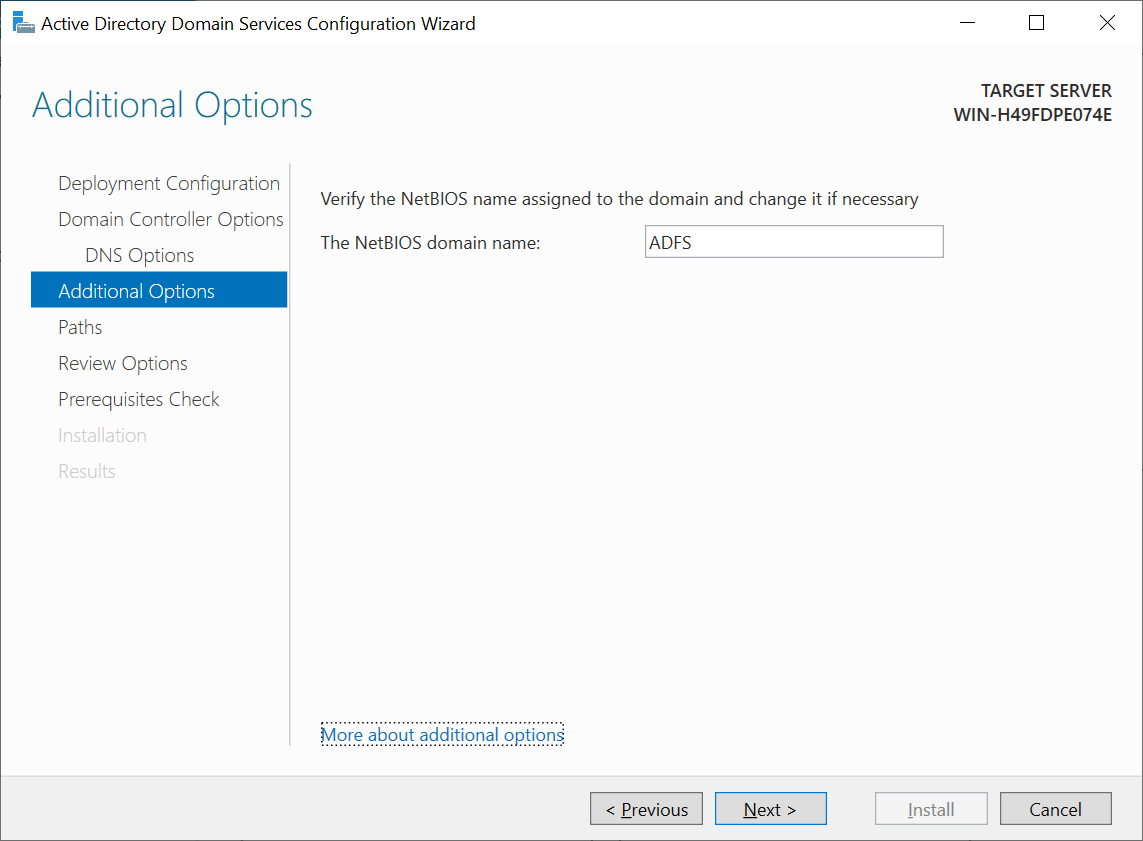 Active Directory Domain Services Configuration Wizard
Additional Options
TARGET SERVER
WIN-H49FDPE074E
Deployment Configuration
Domain Controller Options
DNS Options
Additional Options
Paths
Review Options
Prerequisites Check
Installation
Results
Verify the NetBIOS name assigned to the domain and change it if necessary
The NetBIOS domain name: ADFS
More about additional options
< Previous Next > Install Cancel